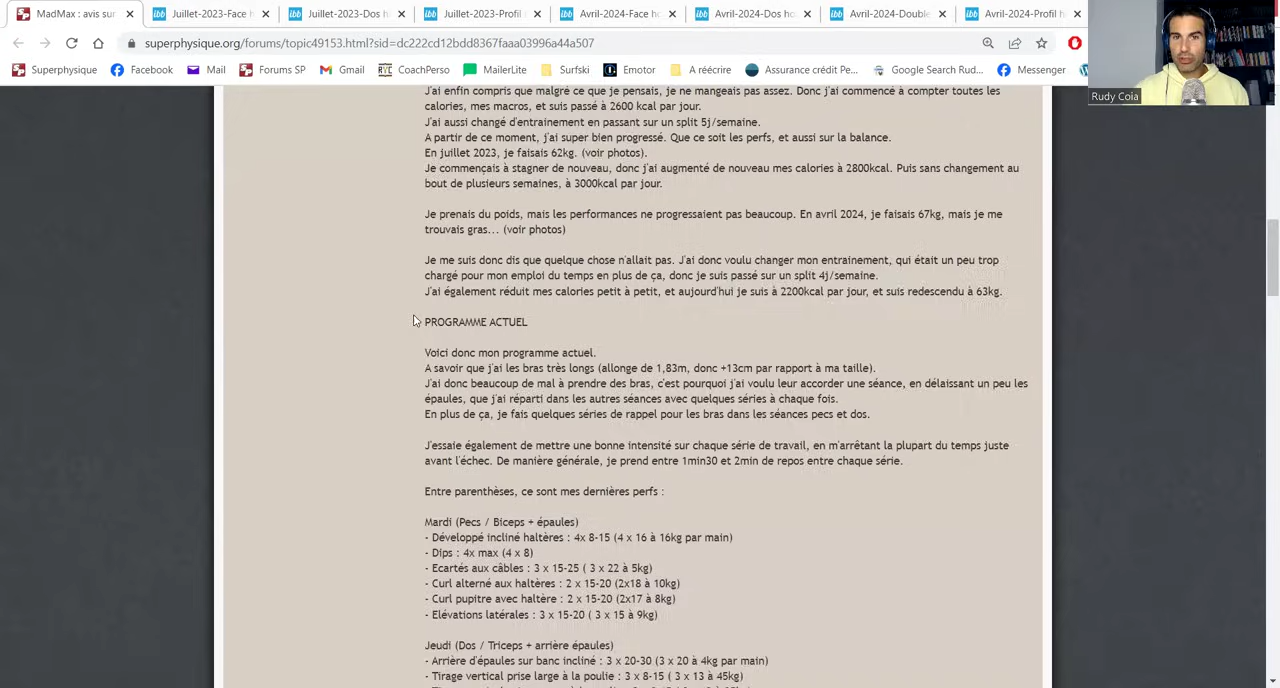 MadMax : avis sur
Juillet-2023-Face h
Juillet-2023-Dos h
Juillet-2023-Profil
Avril-2024-Face h
Avril-2024-Dos h
Avril-2024-Double
Avril-2024-Profil h
superphysique.org/forums/topic49153.html?sid=dc222cd12bdd8367faaa03996a44a507
Superphysique
Facebook
Mail
Forums SP
Gmail
CoachPerso
MailerLite
Surfski
Emotor
A réécrire
Assurance crédit Pe...
Google Search Rud...
Messenger
Rudy Coia
J'ai enfin compris que malgré ce que je pensais, je ne mangeais pas assez. Donc j'ai commencé à compter toutes les
calories, mes macros, et suis passé à 2600 kcal par jour.
J'ai aussi changé d'entrainement en passant sur un split 5j/semaine.
A partir de ce moment, j'ai super bien progressé. Que ce soit les perfs, et aussi sur la balance.
En juillet 2023, je faisais 62kg. (voir photos).
Je commençais à stagner de nouveau, donc j'ai augmenté de nouveau mes calories à 2800kcal. Puis sans changement au
bout de plusieurs semaines, à 3000kcal par jour.
Je prenais du poids, mais les performances ne progressaient pas beaucoup. En avril 2024, je faisais 67kg, mais je me
trouvais gras... (voir photos)
Je me suis donc dis que quelque chose n'allait pas. J'ai donc voulu changer mon entrainement, qui était un peu trop
chargé pour mon emploi du temps en plus de ça, donc je suis passé sur un split 4j/semaine.
J'ai également réduit mes calories petit à petit, et aujourd'hui je suis à 2200kcal par jour, et suis redescendu à 63kg.
PROGRAMME ACTUEL
Voici donc mon programme actuel.
A savoir que j'ai les bras très longs (allonge de 1,83m, donc +13cm par rapport à ma taille).
J'ai donc beaucoup de mal à prendre des bras, c'est pourquoi j'ai voulu leur accorder une séance, en délaissant un peu les
épaules, que j'ai réparti dans les autres séances avec quelques séries à chaque fois.
En plus de ça, je fais quelques séries de rappel pour les bras dans les séances pecs et dos.
J'essaie également de mettre une bonne intensité sur chaque série de travail, en m'arrêtant la plupart du temps juste
avant l'échec. De manière générale, je prend entre 1min30 et 2min de repos entre chaque série.
Entre parenthèses, ce sont mes dernières perfs :
Mardi (Pecs / Biceps + épaules)
- Développé incliné haltères : 4x 8-15 (4 x 16 à 16kg par main)
- Dips : 4x max (4 x 8)
- Ecartés aux câbles : 3 x 15-25 ( 3 x 22 à 5kg)
- Curl alterné aux haltères : 2 x 15-20 (2x18 à 10kg)
- Curl pupitre avec haltère : 2 x 15-20 (2x17 à 8kg)
- Elévations latérales : 3 x 15-20 ( 3 x 15 à 9kg)
Jeudi (Dos / Triceps + arrière épaules)
- Arrière d'épaules sur banc incliné : 3 x 20-30 (3 x 20 à 4kg par main)
- Tirage vertical prise large à la poulie : 3 x 8-15 ( 3 x 13 à 45kg)